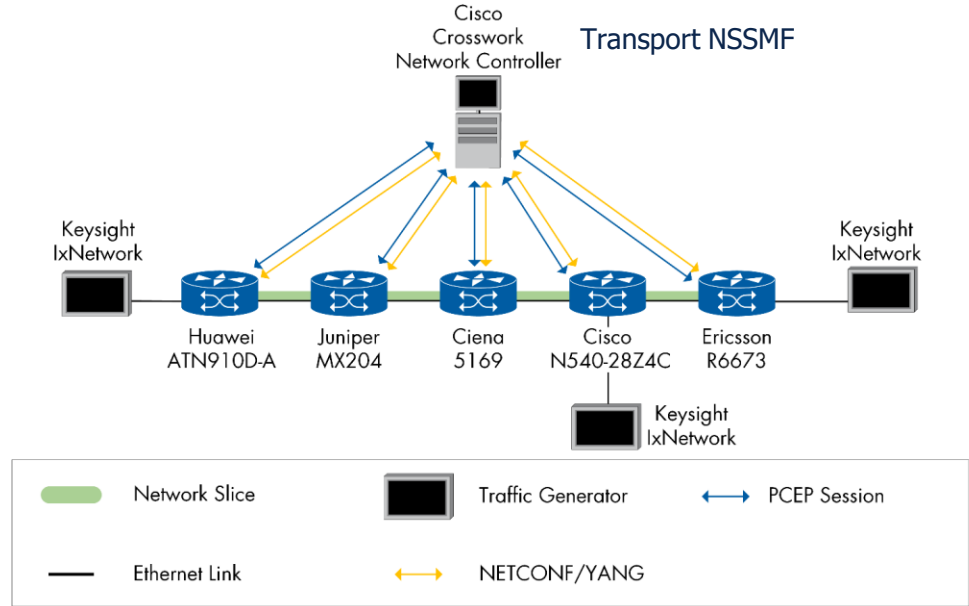 Cisco
Crosswork
Network Controller
Transport NSSMF
Keysight
IxNetwork
Keysight
IxNetwork
Huawei
ATN910D-A
Juniper
MX204
Ciena
5169
Cisco
N540-28Z4C
Ericsson
R6673
Keysight
IxNetwork
Network Slice
Traffic Generator
PCEP Session
Ethernet Link
NETCONF/YANG